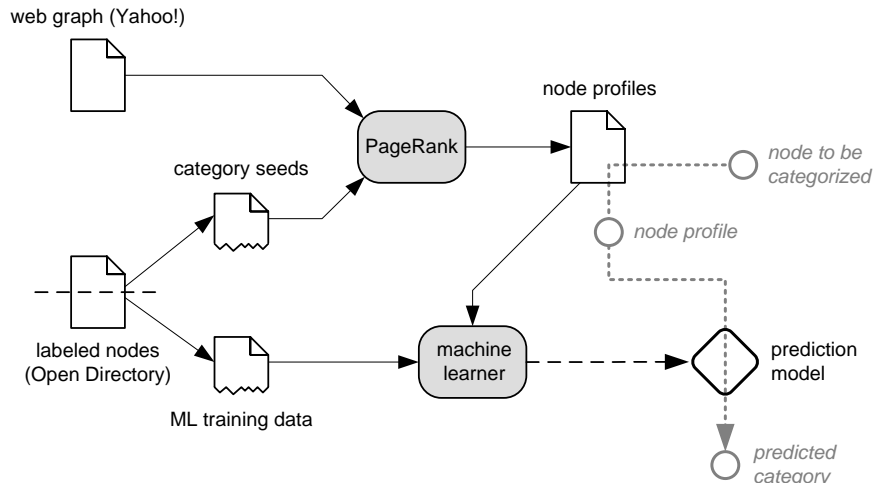 web graph (Yahoo!)
node profiles
PageRank
category seeds
node to be
categorized
node profile
labeled nodes
(Open Directory)
machine
learner
prediction
model
ML training data
predicted
category